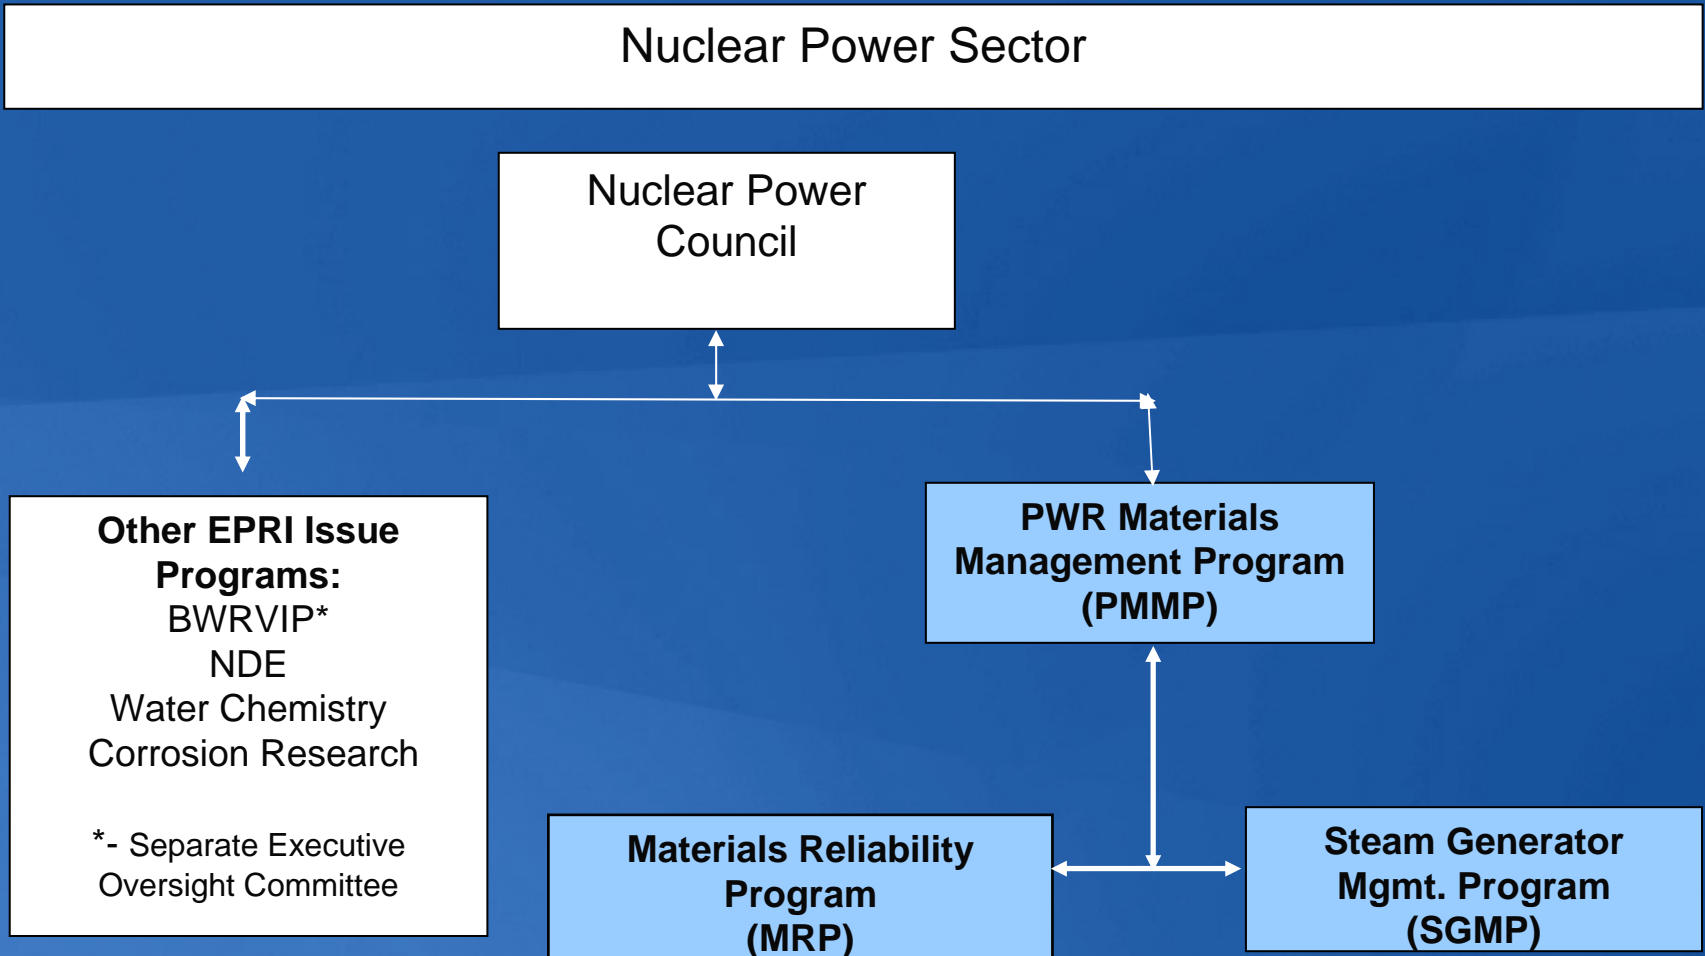 Nuclear Power Sector
Nuclear Power
Council
Other EPRI Issue
Programs:
BWRVIP*
NDE
Water Chemistry
Corrosion Research
*- Separate Executive
Oversight Committee
PWR Materials
Management Program
(PMMP)
Materials Reliability
Program
(MRP)
Steam Generator
Mgmt. Program
(SGMP)